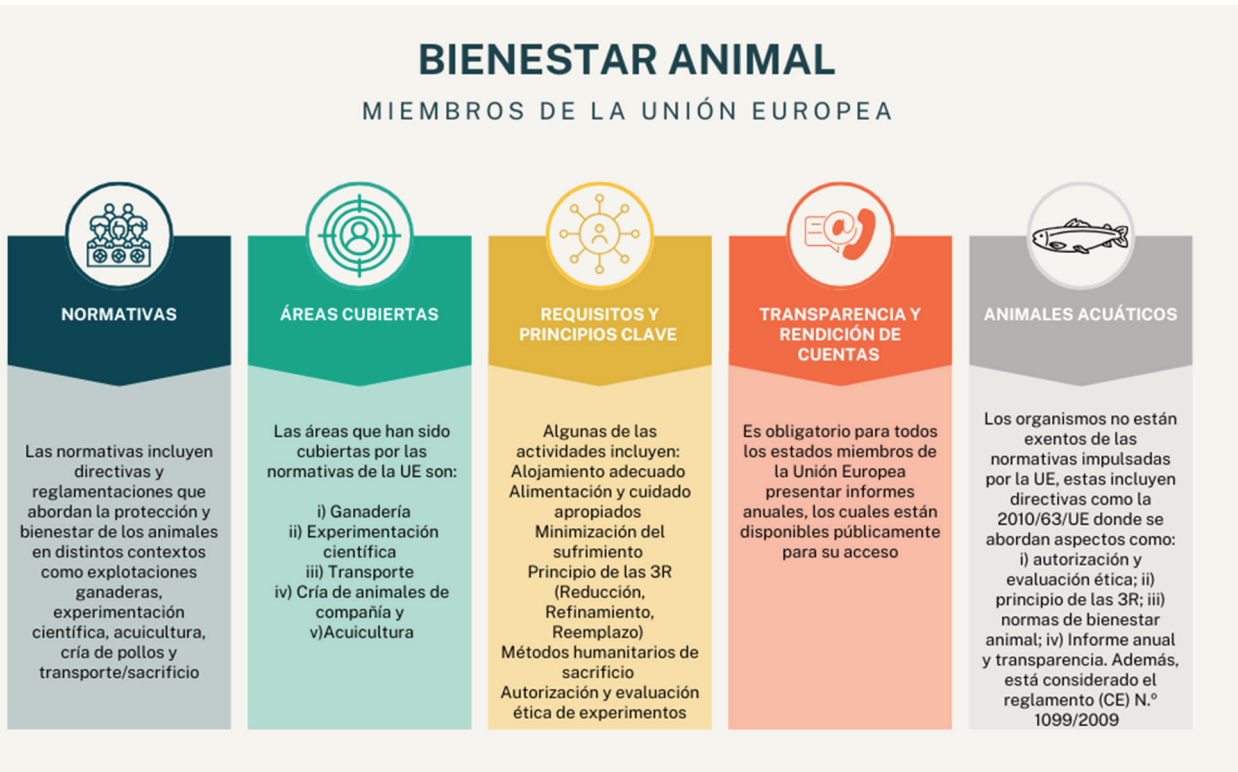 BIENESTAR ANIMAL
MIEMBROS DE LA UNIÓN EUROPEA
NORMATIVAS
Las normativas incluyen
directivas y
reglamentaciones que
abordan la protección y
bienestar de los animales
en distintos contextos
como explotaciones
ganaderas,
experimentación
científica, acuicultura,
cría de pollos y
transporte/sacrificio
ÁREAS CUBIERTAS
Las áreas que han sido
cubiertas por las
normativas de la UE son:
i) Ganadería
ii) Experimentación
científica
iii) Transporte
iv) Cría de animales de
compañía y
v)Acuicultura
REQUISITOS Y
PRINCIPIOS CLAVE
Algunas de las
actividades incluyen:
Alojamiento adecuado
Alimentación y cuidado
apropiados
Minimización del
sufrimiento
Principio de las 3R
(Reducción,
Refinamiento,
Reemplazo)
Métodos humanitarios de
sacrificio
Autorización y evaluación
ética de experimentos
TRANSPARENCIA Y
RENDICIÓN DE
CUENTAS
Es obligatorio para todos
los estados miembros de
la Unión Europea
presentar informes
anuales, los cuales están
disponibles públicamente
para su acceso
ANIMALES ACUÁTICOS
Los organismos no están
exentos de las
normativas impulsadas
por la UE, estas incluyen
directivas como la
2010/63/UE donde se
abordan aspectos como:
i) autorización y
evaluación ética; ii)
principio de las 3R; iii)
normas de bienestar
animal; iv) Informe anual
y transparencia. Además,
está considerado el
reglamento (CE) N.º
1099/2009